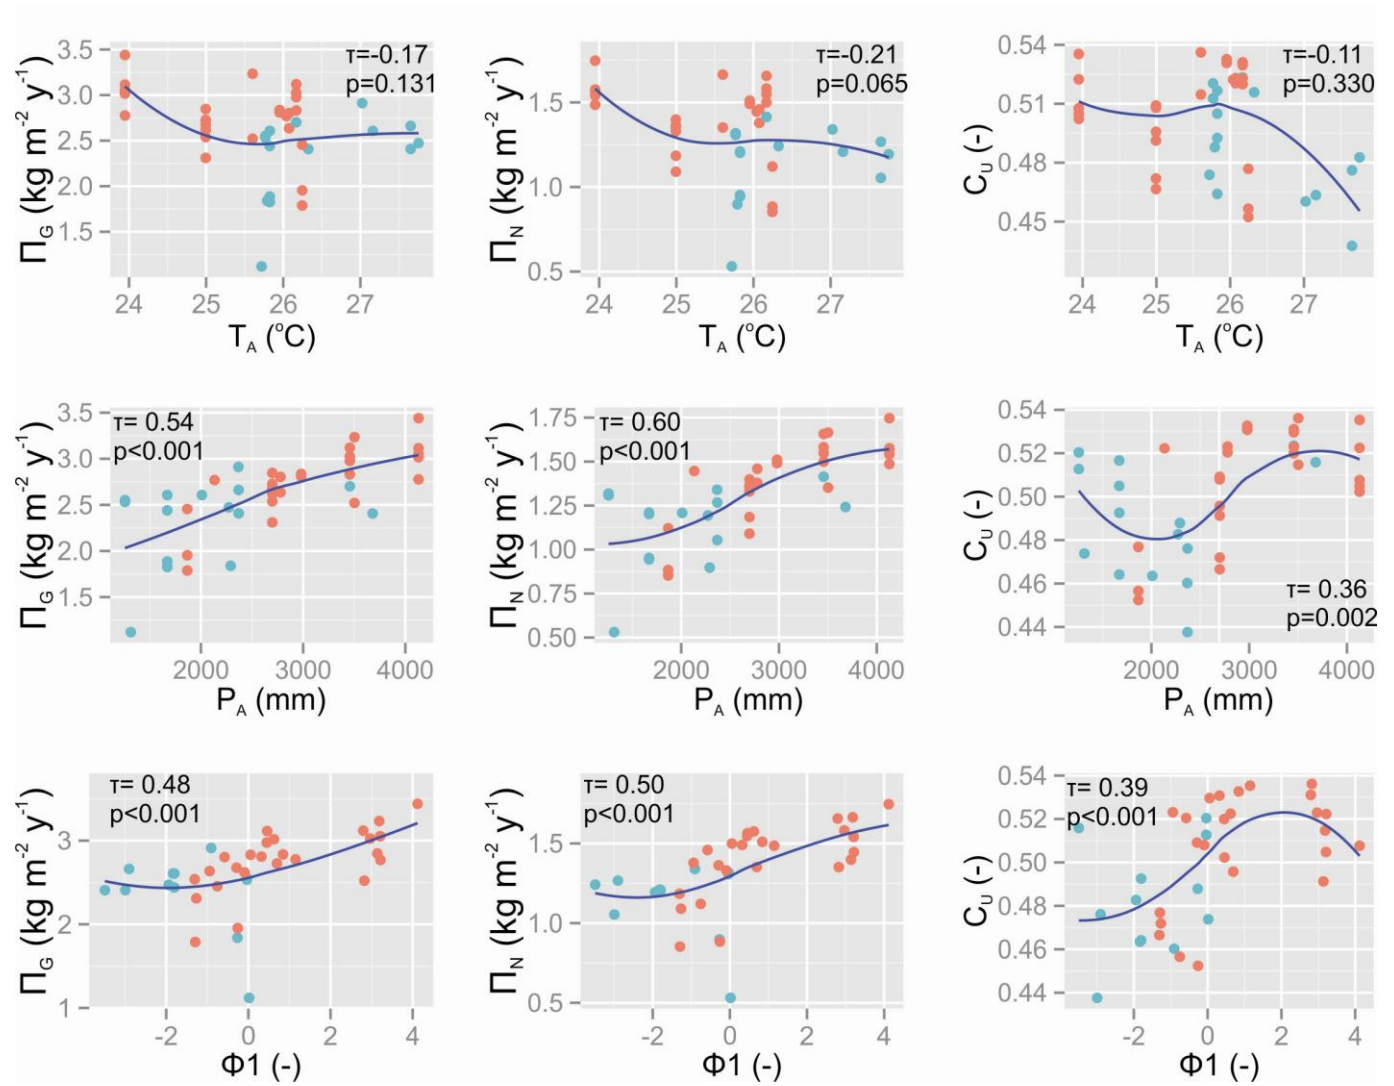 τ=-0.17
p=0.131
3.5
3.0
2.5
2.0
1.5
Π_G (kg m⁻² y⁻¹)
24 25 26 27
T_A (°C)
τ=-0.21
p=0.065
1.5
1.0
0.5
Π_N (kg m⁻² y⁻¹)
24 25 26 27
T_A (°C)
τ=-0.11
p=0.330
0.54
0.51
0.48
0.45
C_U (-)
24 25 26 27
T_A (°C)
τ= 0.54
p<0.001
3.5
3.0
2.5
2.0
1.5
Π_G (kg m⁻² y⁻¹)
2000 3000 4000
P_A (mm)
τ= 0.60
p<0.001
1.75
1.50
1.25
1.00
0.75
0.50
Π_N (kg m⁻² y⁻¹)
2000 3000 4000
P_A (mm)
τ= 0.36
p=0.002
0.54
0.52
0.50
0.48
0.46
0.44
C_U (-)
2000 3000 4000
P_A (mm)
τ= 0.48
p<0.001
3
2
1
Π_G (kg m⁻² y⁻¹)
-2 0 2 4
Φ1 (-)
τ= 0.50
p<0.001
1.5
1.0
0.5
Π_N (kg m⁻² y⁻¹)
-2 0 2 4
Φ1 (-)
τ= 0.39
p<0.001
0.54
0.52
0.50
0.48
0.46
0.44
C_U (-)
-2 0 2 4
Φ1 (-)